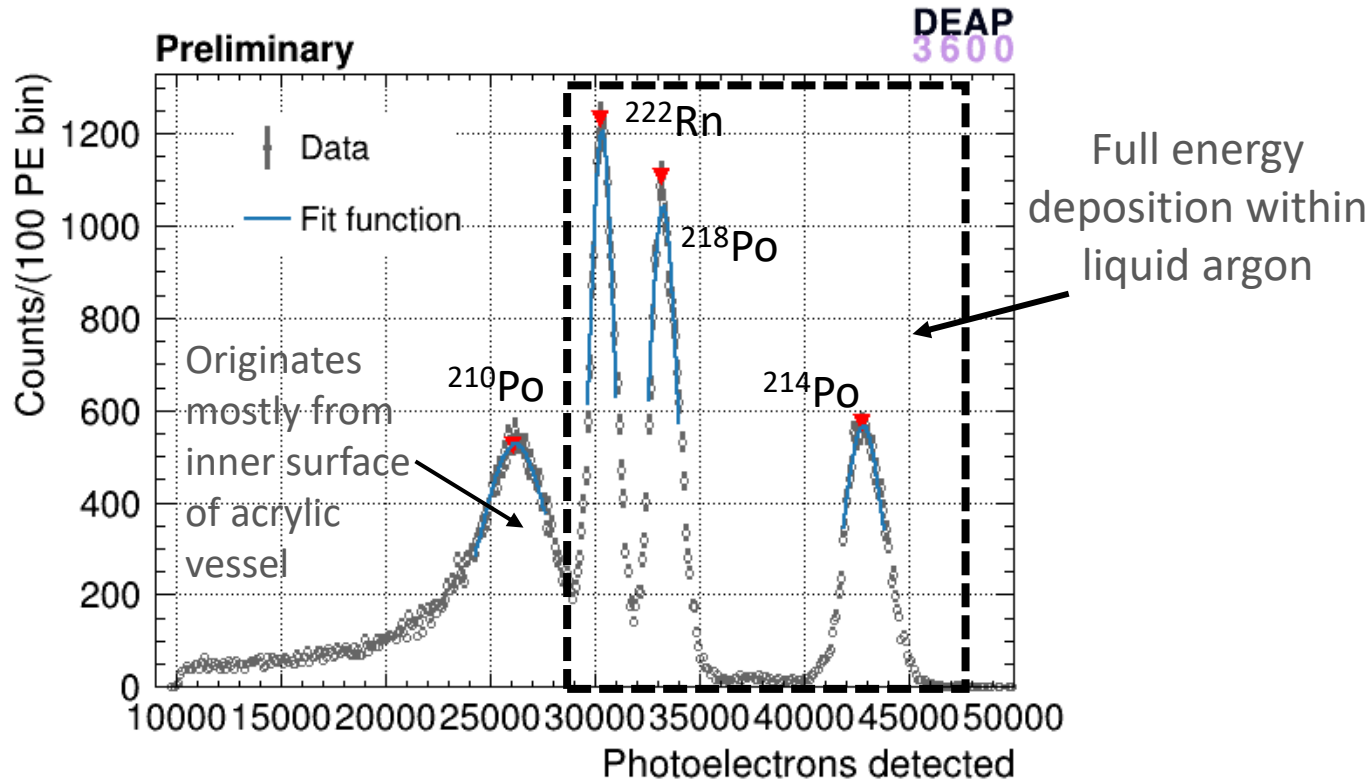 Preliminary
DEAP
3600
Counts/(100 PE bin)
1200
1000
800
600
400
200
0
Data
Fit function
²²²Rn
²¹⁸Po
²¹⁰Po
²¹⁴Po
Originates
mostly from
inner surface
of acrylic
vessel
Full energy
deposition within
liquid argon
10000 15000 20000 25000 30000 35000 40000 45000 50000
Photoelectrons detected